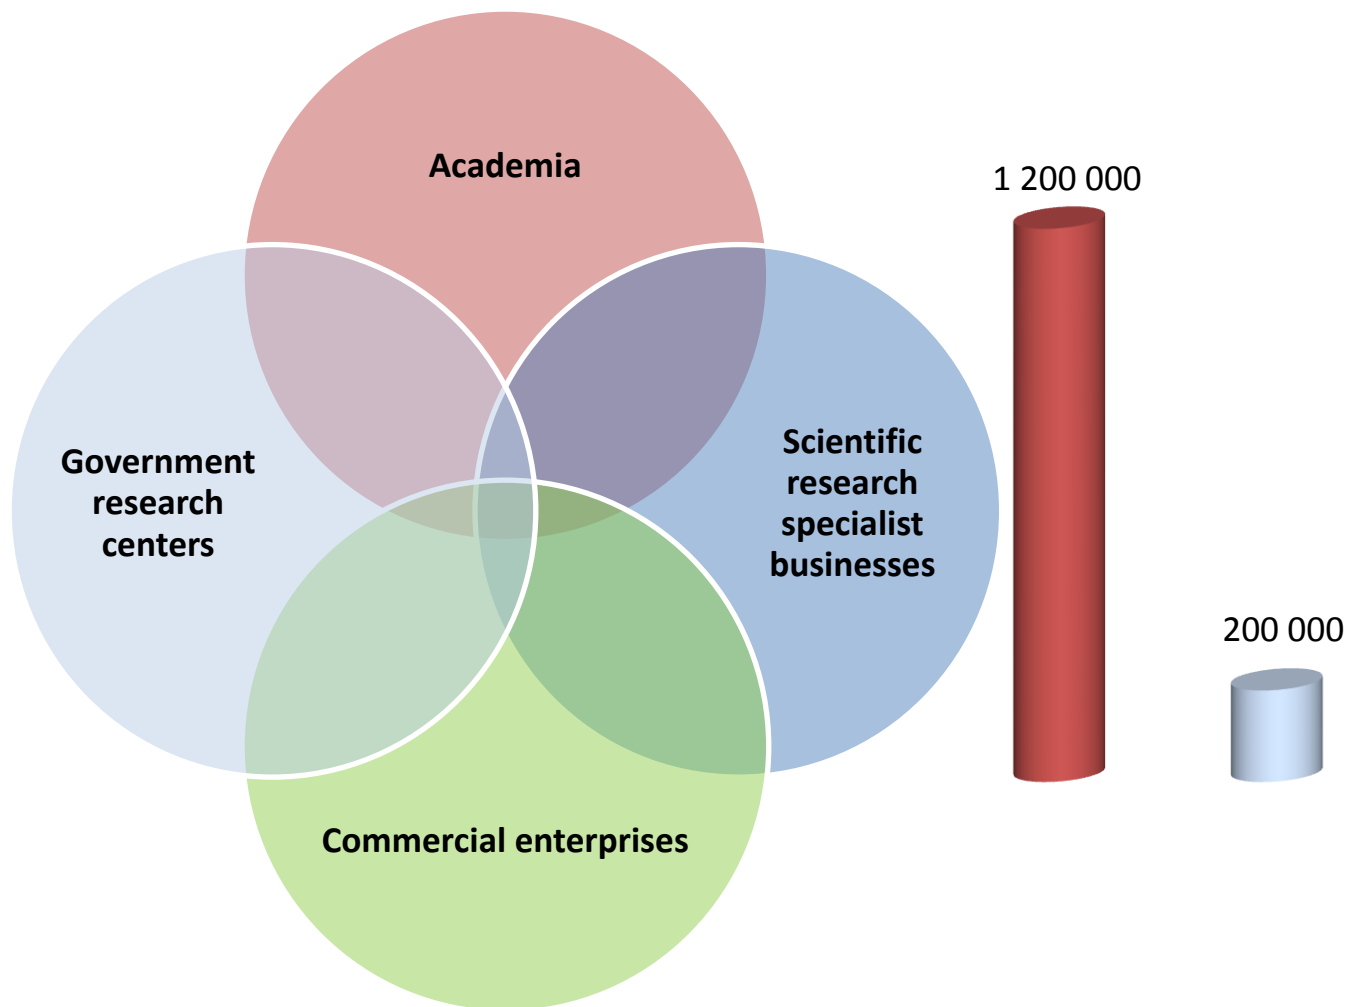 Academia
1 200 000
Government
research
centers
Scientific
research
specialist
businesses
200 000
Commercial enterprises